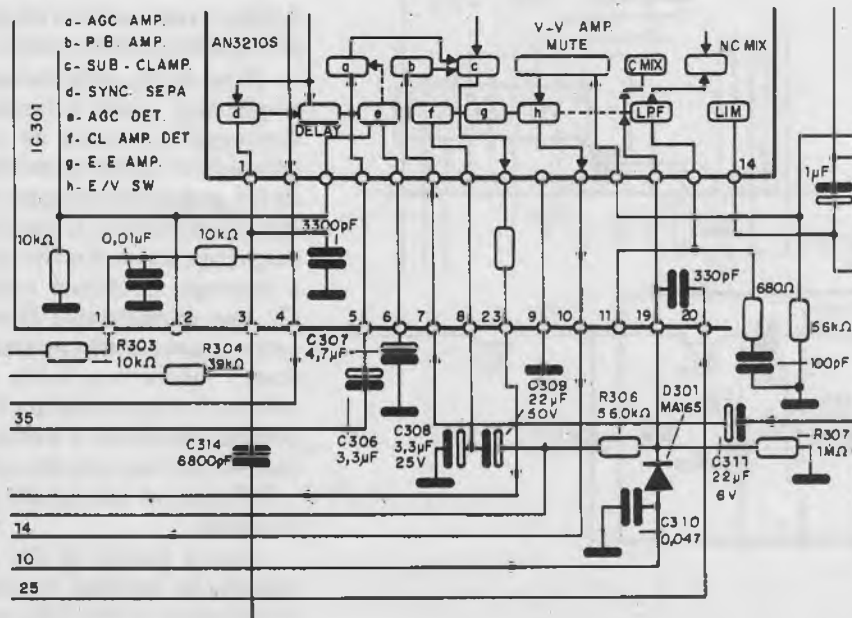 a- AGC AMP.
b- P.B AMP.
c- SUB-CLAMP.
d- SYNC. SEPA
e- AGC DET.
f- CL AMP. DET
g- E.E AMP.
h- E/V SW
IC 301
AN3210S
V-V AMP.
MUTE
C MIX
NC MIX
a
b
c
d
DELAY
e
f
g
h
LPF
LIM
1
14
1µF
10kΩ
0,01µF
10kΩ
3300pF
330pF
680Ω
56kΩ
100pF
1
2
3
4
5
6
7
8
23
9
10
11
19
20
R303
10kΩ
R304
39kΩ
C307
4,7µF
C306
3,3µF
C308
3,3µF
25V
C309
22µF
50V
R306
56.0kΩ
D301
MA165
C311
22µF
6V
R307
1MΩ
C310
0,047
C314
6800pF
35
14
10
25